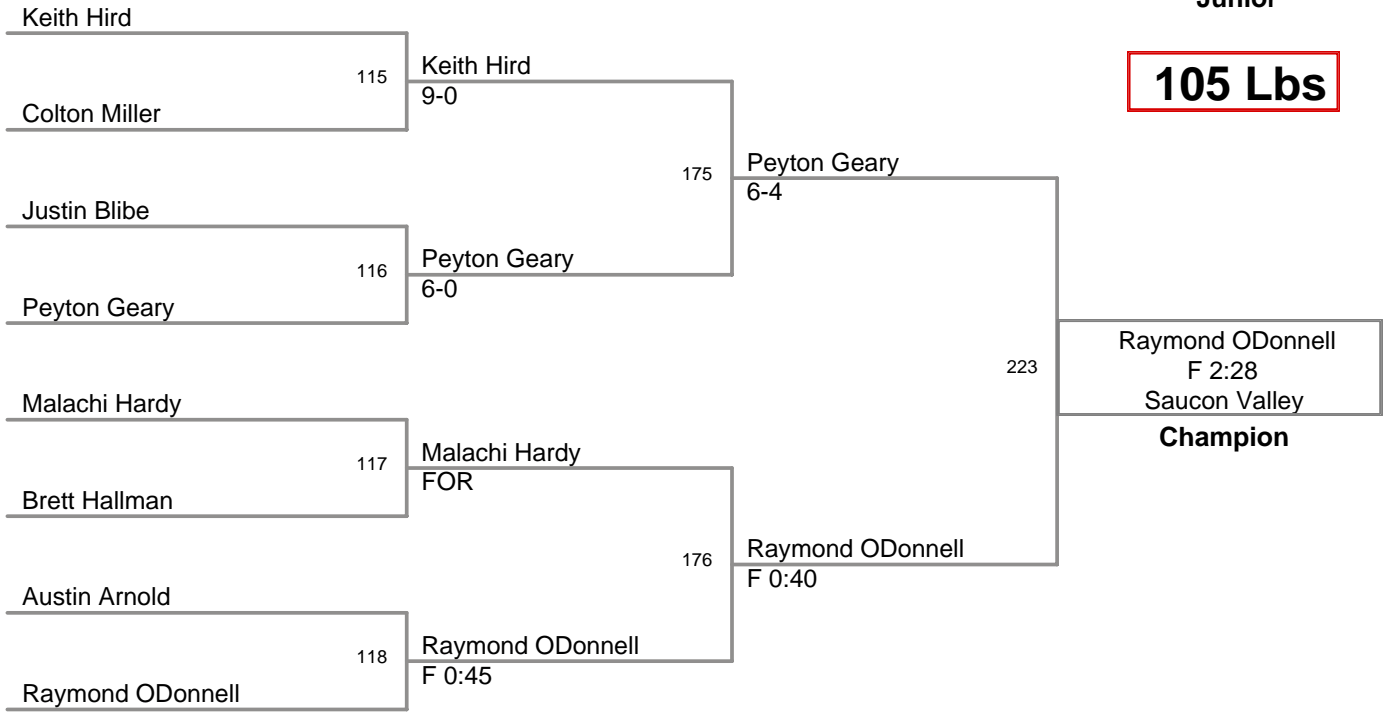 Junior
Keith Hird
115
Keith Hird
9-0
105 Lbs
Colton Miller
175
Peyton Geary
6-4
Justin Blibe
116
Peyton Geary
6-0
Peyton Geary
223
Raymond ODonnell
F 2:28
Saucon Valley
Champion
Malachi Hardy
117
Malachi Hardy
FOR
Brett Hallman
176
Raymond ODonnell
F 0:40
Austin Arnold
118
Raymond ODonnell
F 0:45
Raymond ODonnell